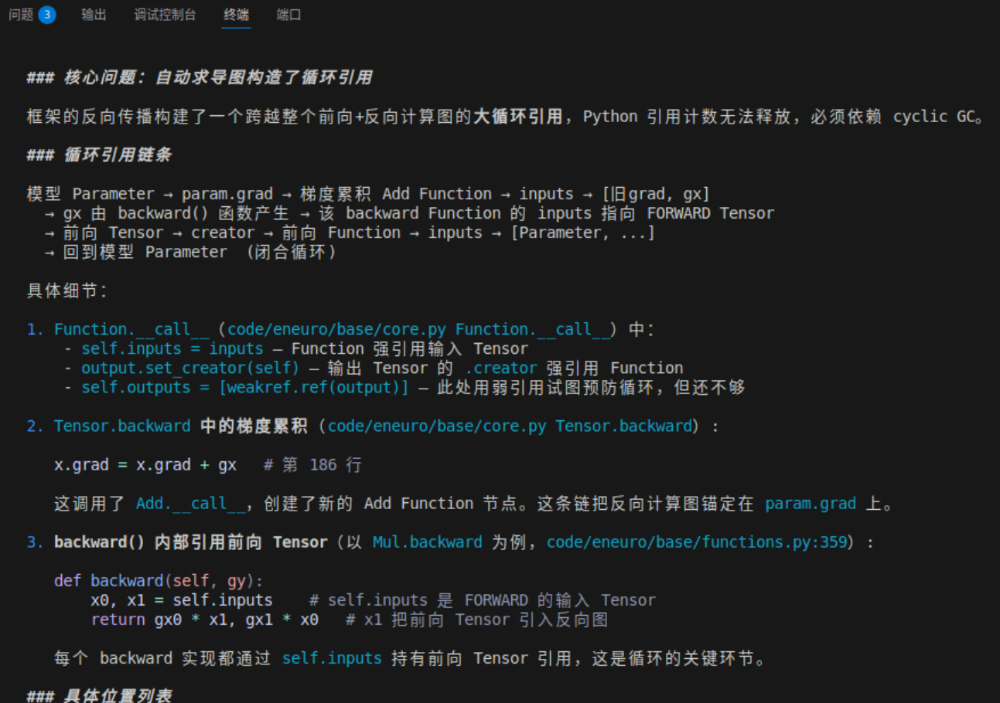 问题 3 输出 调试控制台 终端 端口
### 核心问题：自动求导图构造了循环引用
框架的反向传播构建了一个跨越整个前向+反向计算图的大循环引用，Python 引用计数无法释放，必须依赖 cyclic GC。
### 循环引用链条
模型 Parameter → param.grad → 梯度累积 Add Function → inputs → [旧grad, gx]
→ gx 由 backward() 函数产生 → 该 backward Function 的 inputs 指向 FORWARD Tensor
→ 前向 Tensor → creator → 前向 Function → inputs → [Parameter, ...]
→ 回到模型 Parameter （闭合循环）
具体细节：
1. Function.__call__（code/eneuro/base/core.py Function.__call__）中：
- self.inputs = inputs — Function 强引用输入 Tensor
- output.set_creator(self) — 输出 Tensor 的 .creator 强引用 Function
- self.outputs = [weakref.ref(output)] — 此处用弱引用试图预防循环，但还不够
2. Tensor.backward 中的梯度累积（code/eneuro/base/core.py Tensor.backward）：
x.grad = x.grad + gx # 第 186 行
这调用了 Add.__call__，创建了新的 Add Function 节点。这条链把反向计算图锚定在 param.grad 上。
3. backward() 内部引用前向 Tensor（以 Mul.backward 为例，code/eneuro/base/functions.py:359）：
def backward(self, gy):
x0, x1 = self.inputs # self.inputs 是 FORWARD 的输入 Tensor
return gx0 * x1, gx1 * x0 # x1 把前向 Tensor 引入反向图
每个 backward 实现都通过 self.inputs 持有前向 Tensor 引用，这是循环的关键环节。
### 具体位置列表